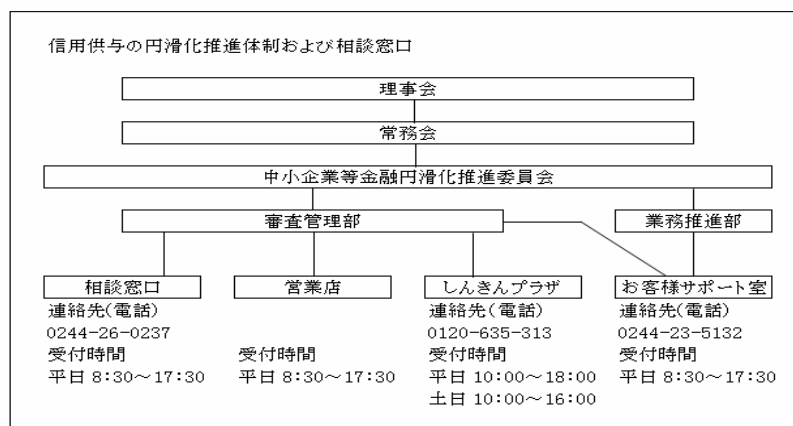 信用供与の円滑化推進体制および相談窓口
理事会
常務会
中小企業等金融円滑化推進委員会
審査管理部
業務推進部
相談窓口
連絡先(電話)
0244-26-0237
受付時間
平日 8:30～17:30
営業店
受付時間
平日 8:30～17:30
しんきんプラザ
連絡先(電話)
0120-635-313
受付時間
平日 10:00～18:00
土日 10:00～16:00
お客様サポート室
連絡先(電話)
0244-23-5132
受付時間
平日 8:30～17:30